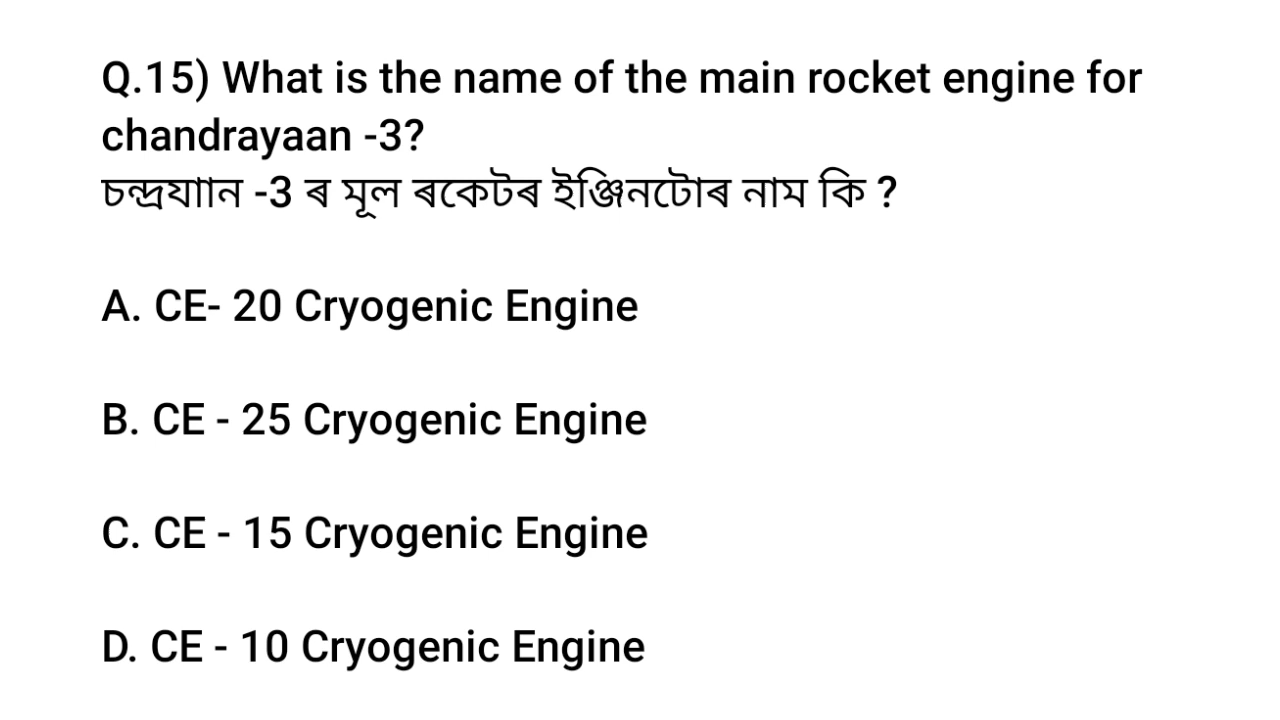 Q.15) What is the name of the main rocket engine for
chandrayaan -3?
চন্দ্ৰযাান -3 ৰ মূল ৰকেটৰ ইঞ্জিনটোৰ নাম কি ?
A. CE- 20 Cryogenic Engine
B. CE - 25 Cryogenic Engine
C. CE - 15 Cryogenic Engine
D. CE - 10 Cryogenic Engine